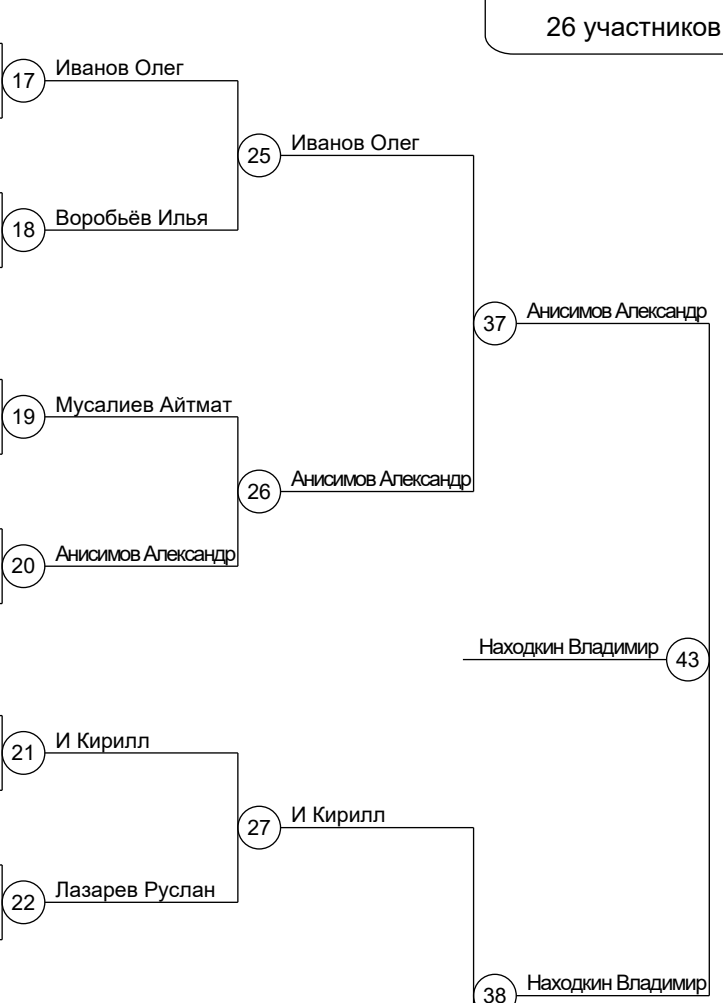 26 участников
17 Иванов Олег
25 Иванов Олег
18 Воробьёв Илья
37 Анисимов Александр
19 Мусалиев Айтмат
26 Анисимов Александр
20 Анисимов Александр
Находкин Владимир 43
21 И Кирилл
27 И Кирилл
22 Лазарев Руслан
38 Находкин Владимир